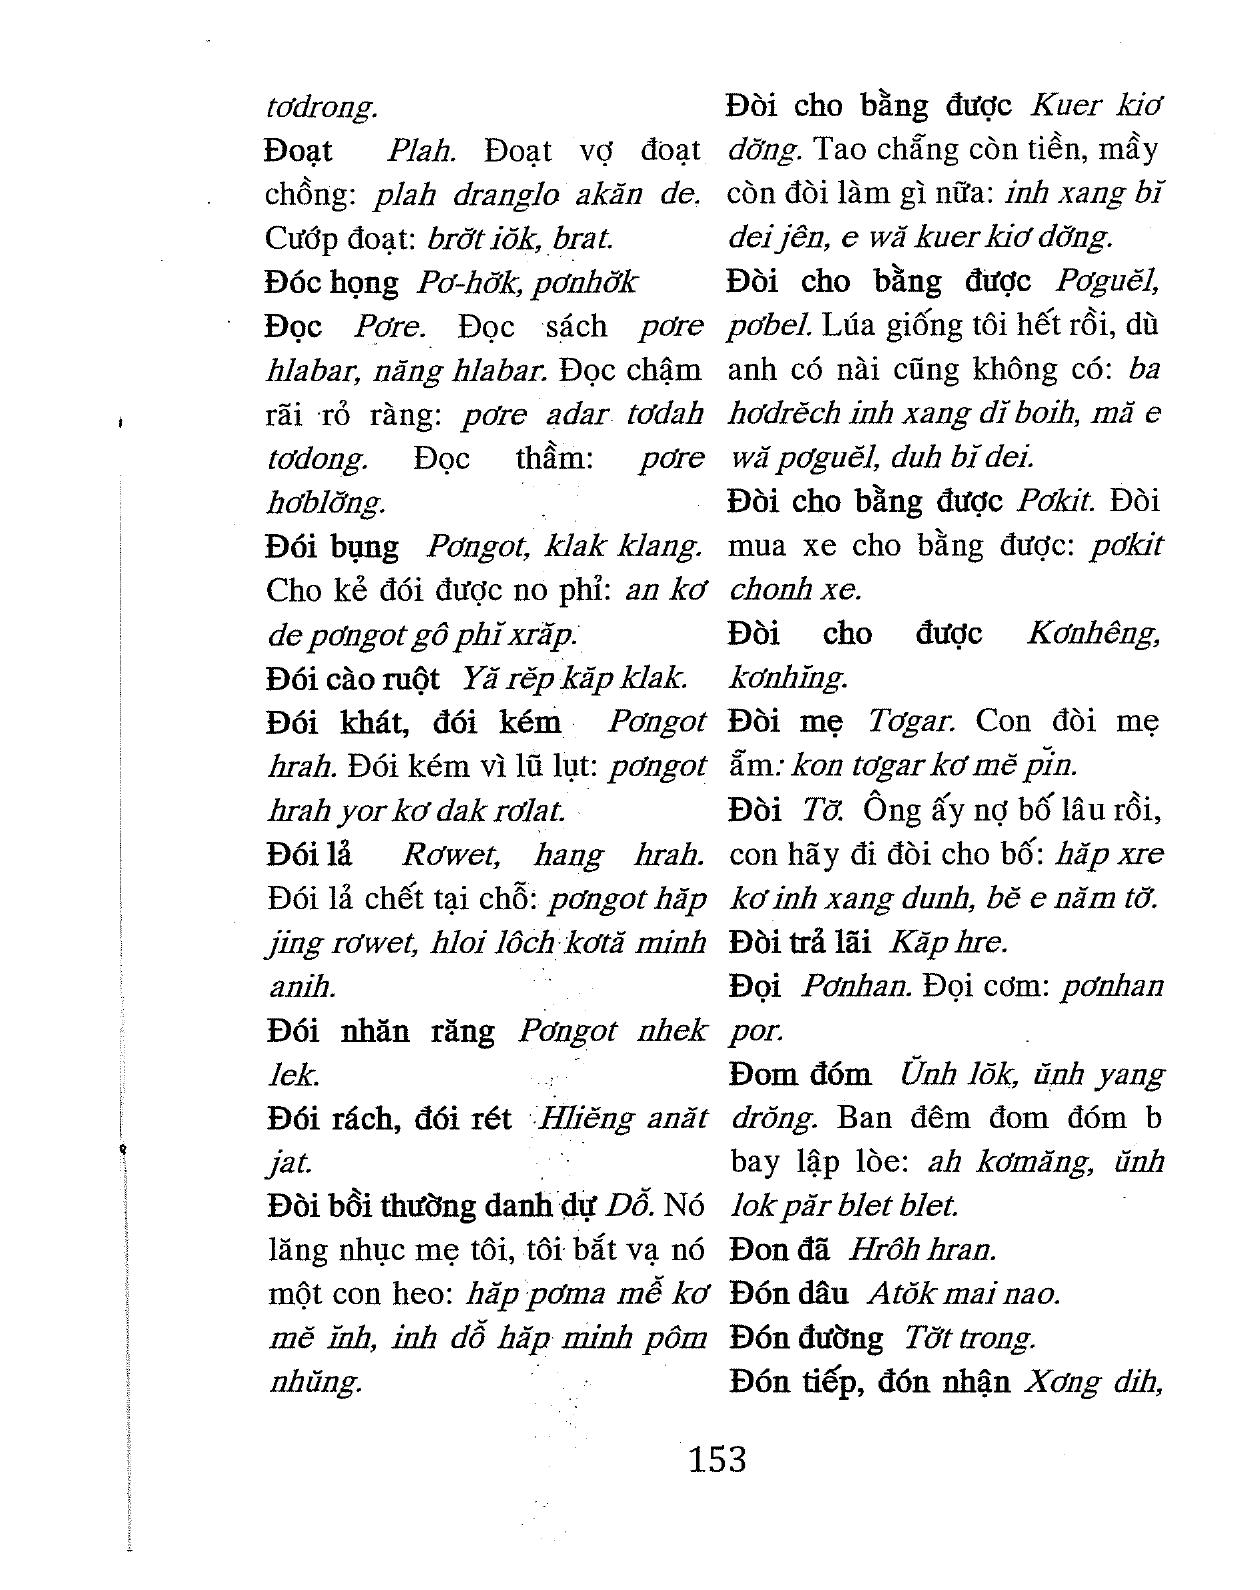 tơdrong.
Đoạt Plah. Đoạt vợ đoạt
chồng: plah dranglo akăn de.
Cướp đoạt: brơ̆t iŏk, brat.
Đóc họng Pơ-hơ̆k, pơnhơ̆k
Đọc Pơre. Đọc sách pơre
hlabar, năng hlabar. Đọc chậm
rãi rỏ ràng: pơre adar tơdah
tơdong. Đọc thầm: pơre
hơblơ̆ng.
Đói bụng Pơngot, klak klang.
Cho kẻ đói được no phỉ: an kơ
de pơngot gô phĭ xrăp.
Đói cào ruột Yă rĕp kăp klak.
Đói khát, đói kém Pơngot
hrah. Đói kém vì lũ lụt: pơngot
hrah yor kơ dak rơlat.
Đói lả Rơwet, hang hrah.
Đói lả chết tại chỗ: pơngot hăp
jing rơwet, hloi lôch kơtă minh
anih.
Đói nhăn răng Pơngot nhek
lek.
Đói rách, đói rét Hliĕng anăt
jat.
Đòi bồi thường danh dự Dô̆. Nó
lăng nhục mẹ tôi, tôi bắt vạ nó
một con heo: hăp pơma mê̆ kơ
mĕ ĭnh, inh dô̆ hăp minh pôm
nhŭng.
Đòi cho bằng được Kuer kiơ
dơ̆ng. Tao chẵng còn tiền, mầy
còn đòi làm gì nữa: inh xang bĭ
dei jên, e wă kuer kiơ dơ̆ng.
Đòi cho bằng được Pơguĕl,
pơbel. Lúa giống tôi hết rồi, dù
anh có nài cũng không có: ba
hơdrĕch inh xang dĭ boih, mă e
wă pơguĕl, duh bĭ dei.
Đòi cho bằng được Pơkit. Đòi
mua xe cho bằng được: pơkit
chonh xe.
Đòi cho được Kơnhêng,
kơnhĭng.
Đòi mẹ Tơgar. Con đòi mẹ
ẵm: kon tơgar kơ mĕ pĭn.
Đòi Tơ̆. Ông ấy nợ bố lâu rồi,
con hãy đi đòi cho bố: hăp xre
kơ inh xang dunh, bĕ e năm tơ̆.
Đòi trả lãi Kăp hre.
Đọi Pơnhan. Đọi cơm: pơnhan
por.
Đom đóm Ŭnh lŏk, ŭnh yang
drŏng. Ban đêm đom đóm b
bay lập lòe: ah kơmăng, ŭnh
lok păr blet blet.
Đon đã Hrôh hran.
Đón dâu Atŏk mai nao.
Đón đường Tơ̆t trong.
Đón tiếp, đón nhận Xơng dih,
153